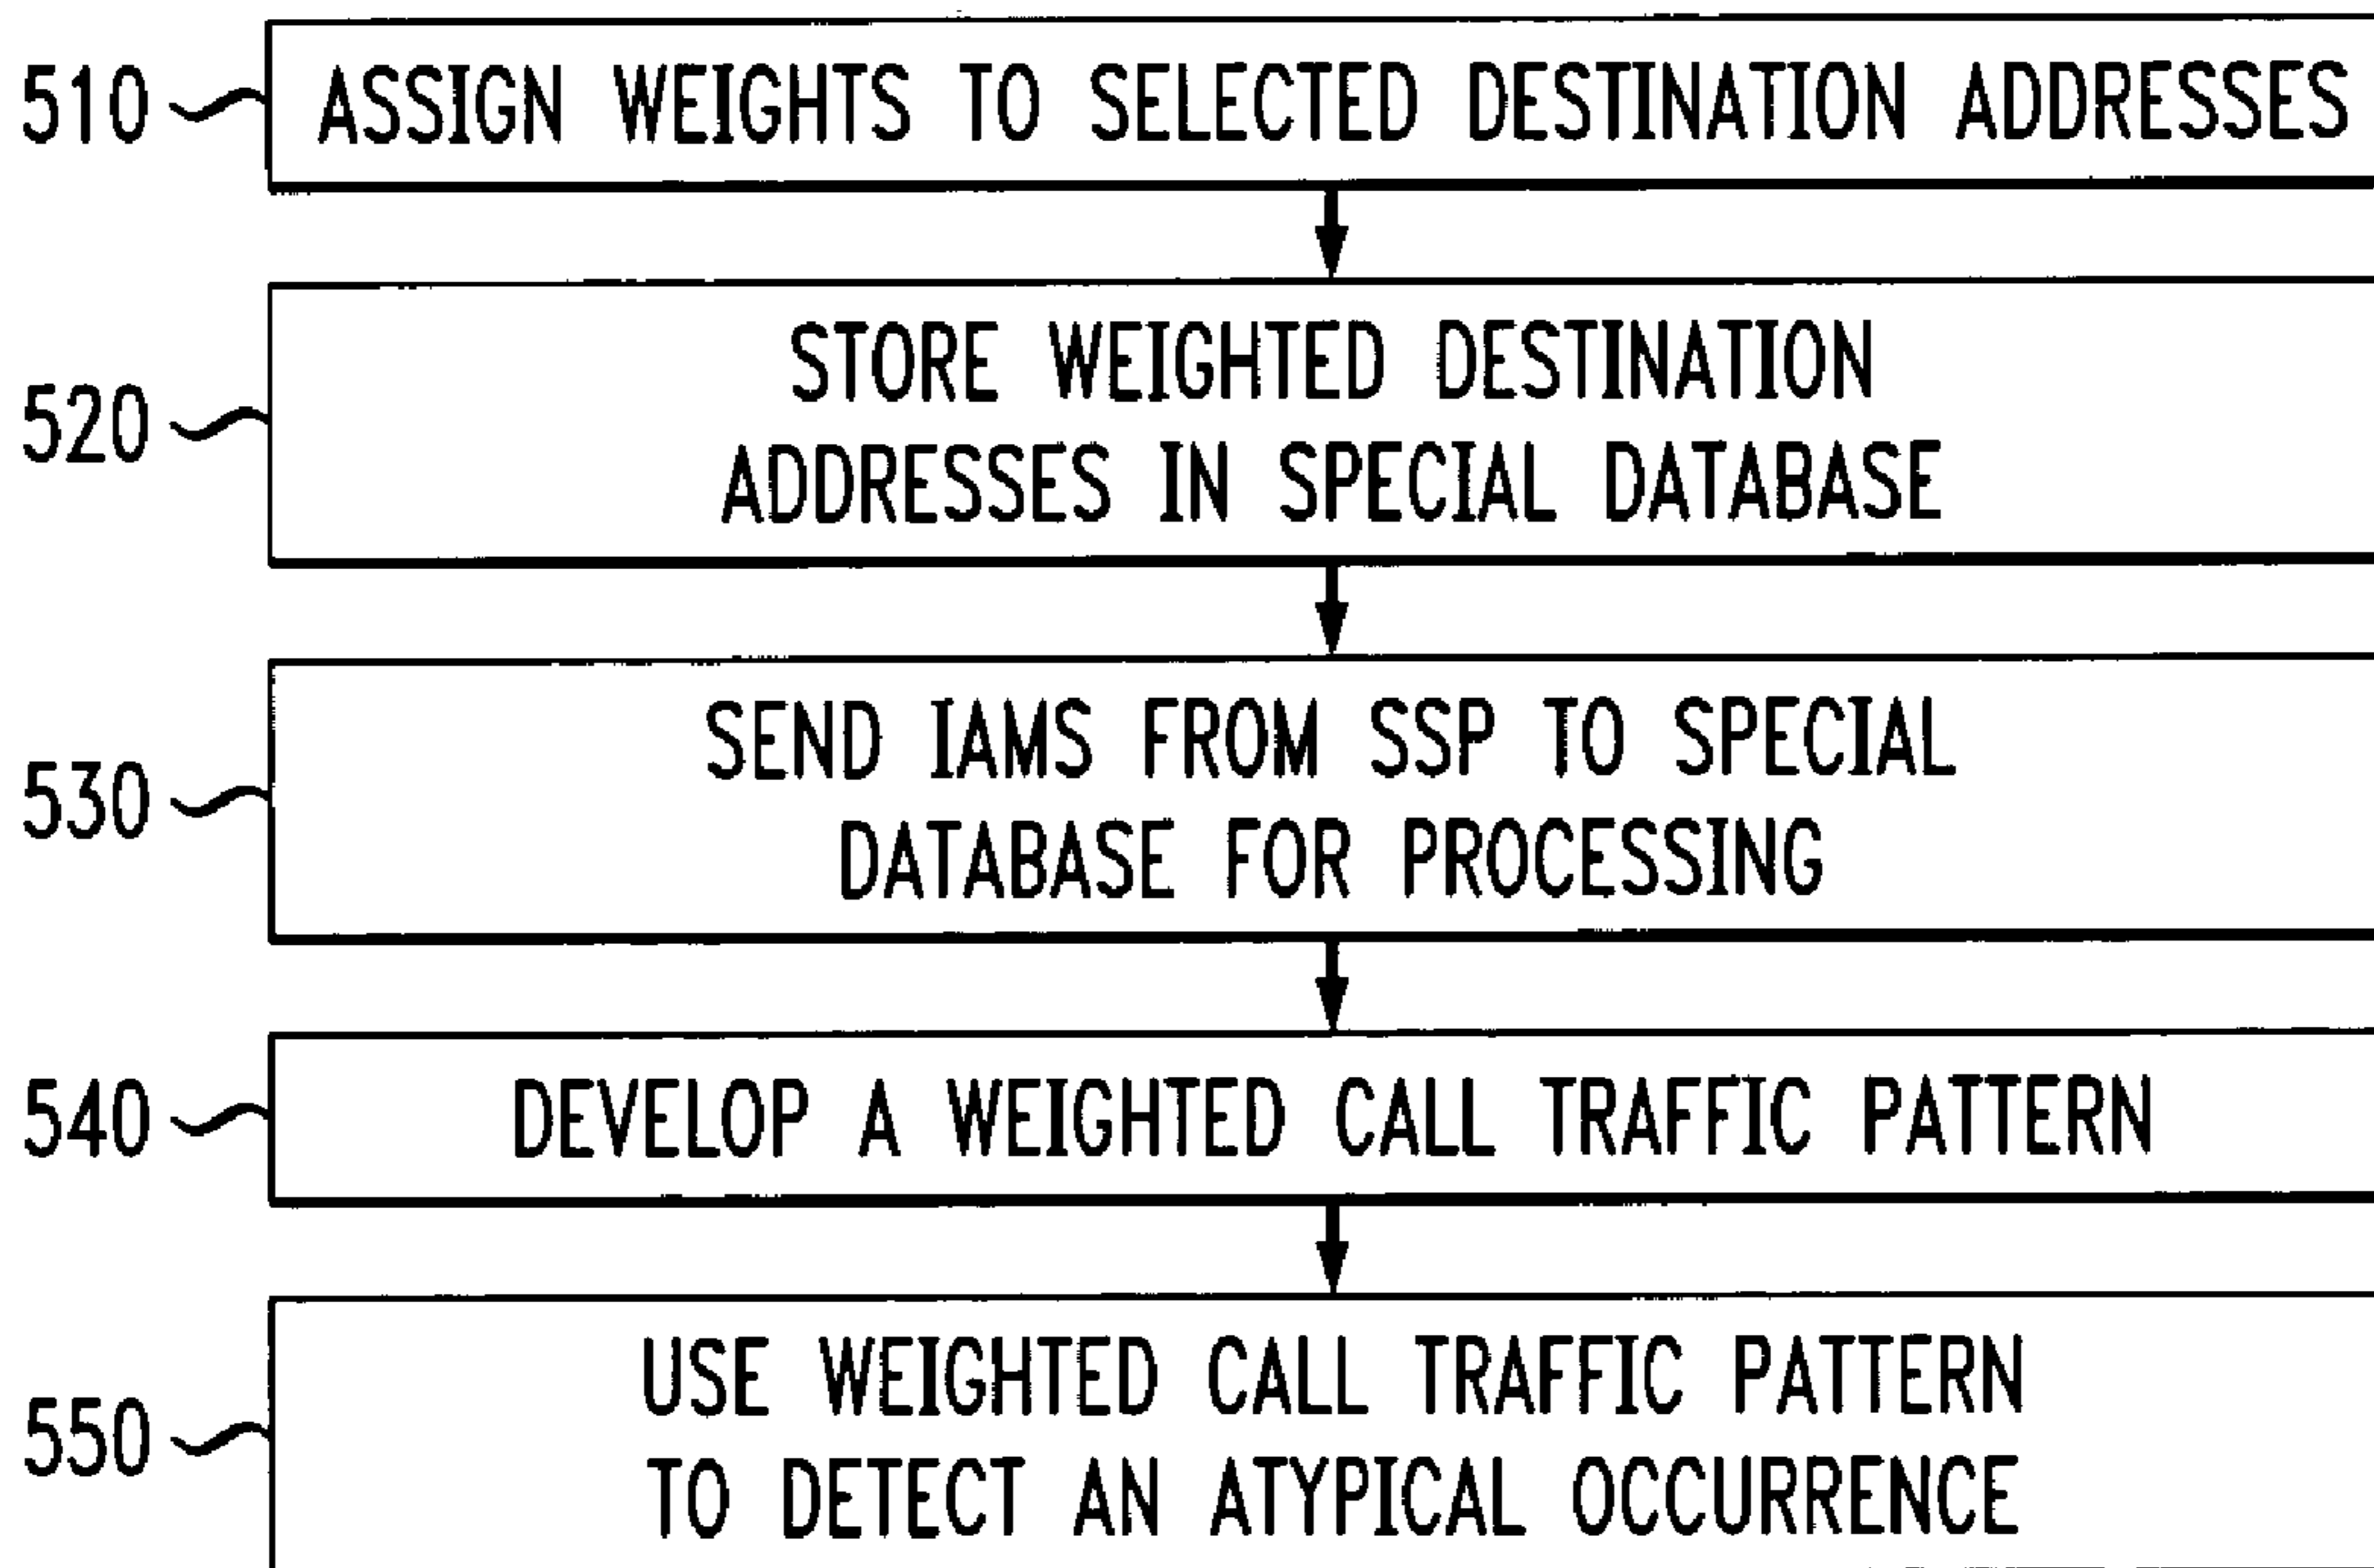 510 ASSIGN WEIGHTS TO SELECTED DESTINATION ADDRESSES
520 STORE WEIGHTED DESTINATION
ADDRESSES IN SPECIAL DATABASE
530 SEND IAMS FROM SSP TO SPECIAL
DATABASE FOR PROCESSING
540 DEVELOP A WEIGHTED CALL TRAFFIC PATTERN
550 USE WEIGHTED CALL TRAFFIC PATTERN
TO DETECT AN ATYPICAL OCCURRENCE